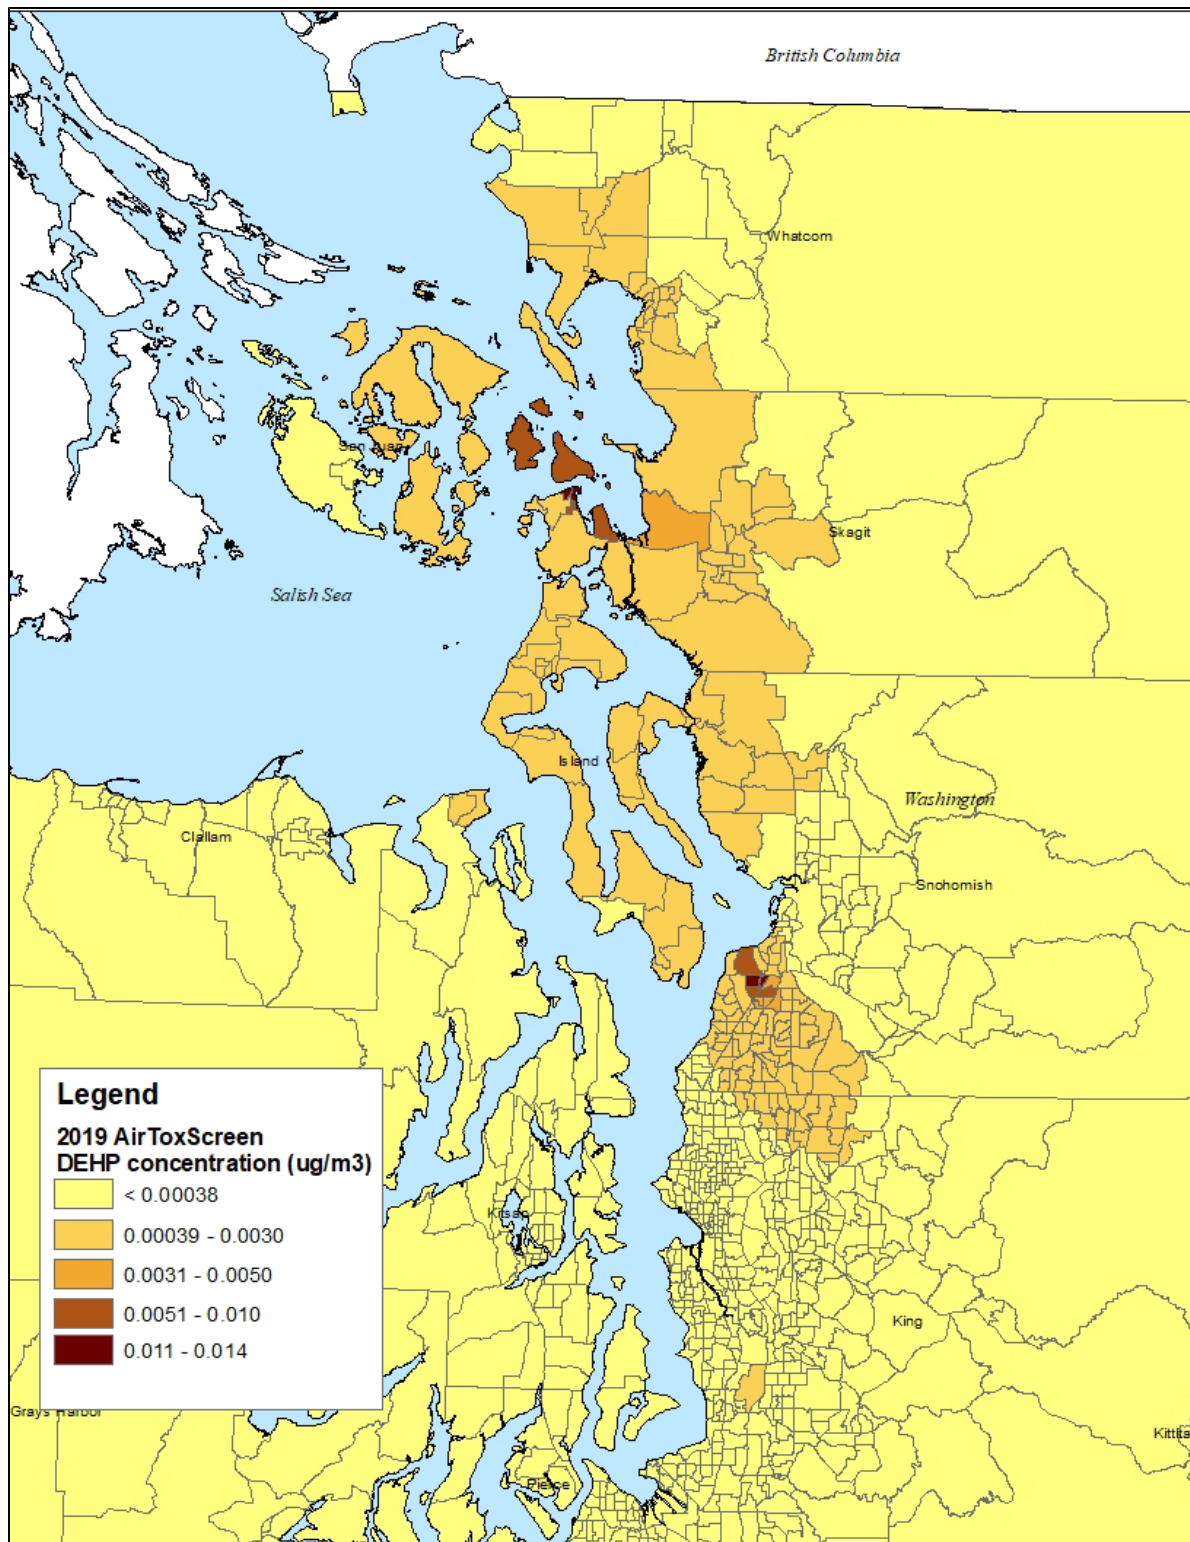 British Columbia
Whatcom
San Juan
Skagit
Salish Sea
Island
Washington
Clallam
Snohomish
Legend
2019 AirToxScreen
DEHP concentration (ug/m3)
< 0.00038
0.00039 - 0.0030
0.0031 - 0.0050
0.0051 - 0.010
0.011 - 0.014
Kitsap
King
Grays Harbor
Kittita
Pierce